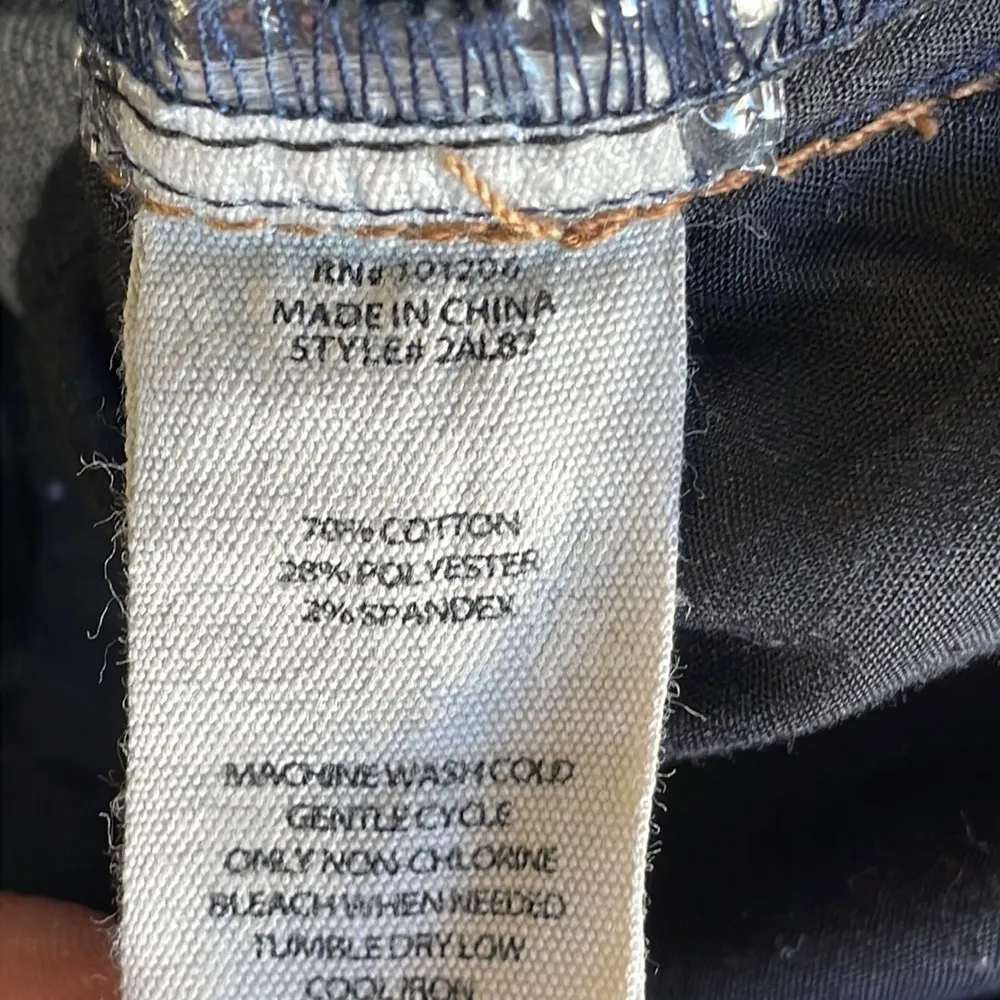 RN# 101206
MADE IN CHINA
STYLE# 2AL87
70% COTTON
28% POLYESTER
2% SPANDEX
MACHINE WASH COLD
GENTLE CYCLE
ONLY NON-CHLORINE
BLEACH WHEN NEEDED
TUMBLE DRY LOW
COOL IRON